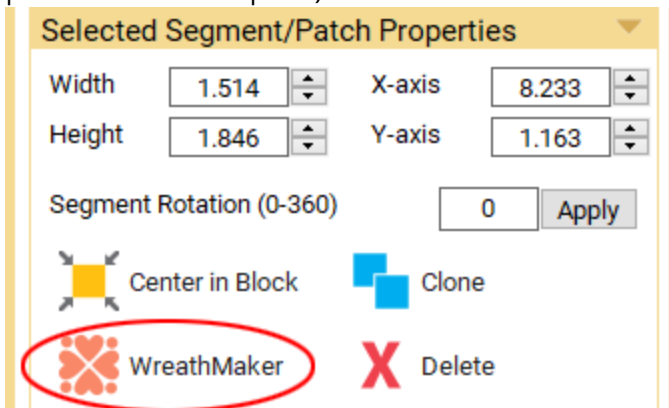 Selected Segment/Patch Properties
Width 1.514 X-axis 8.233
Height 1.846 Y-axis 1.163
Segment Rotation (0-360) 0 Apply
Center in Block Clone
WreathMaker Delete